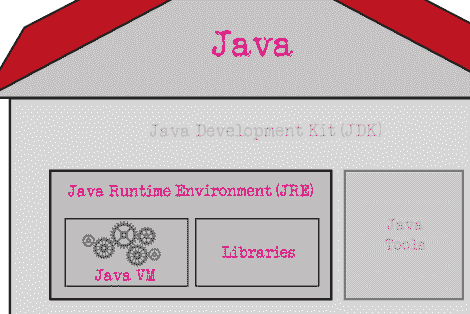 Java
Java Development Kit (JDK)
Java Runtime Environment (JRE)
Java VM
Libraries
Java
Tools